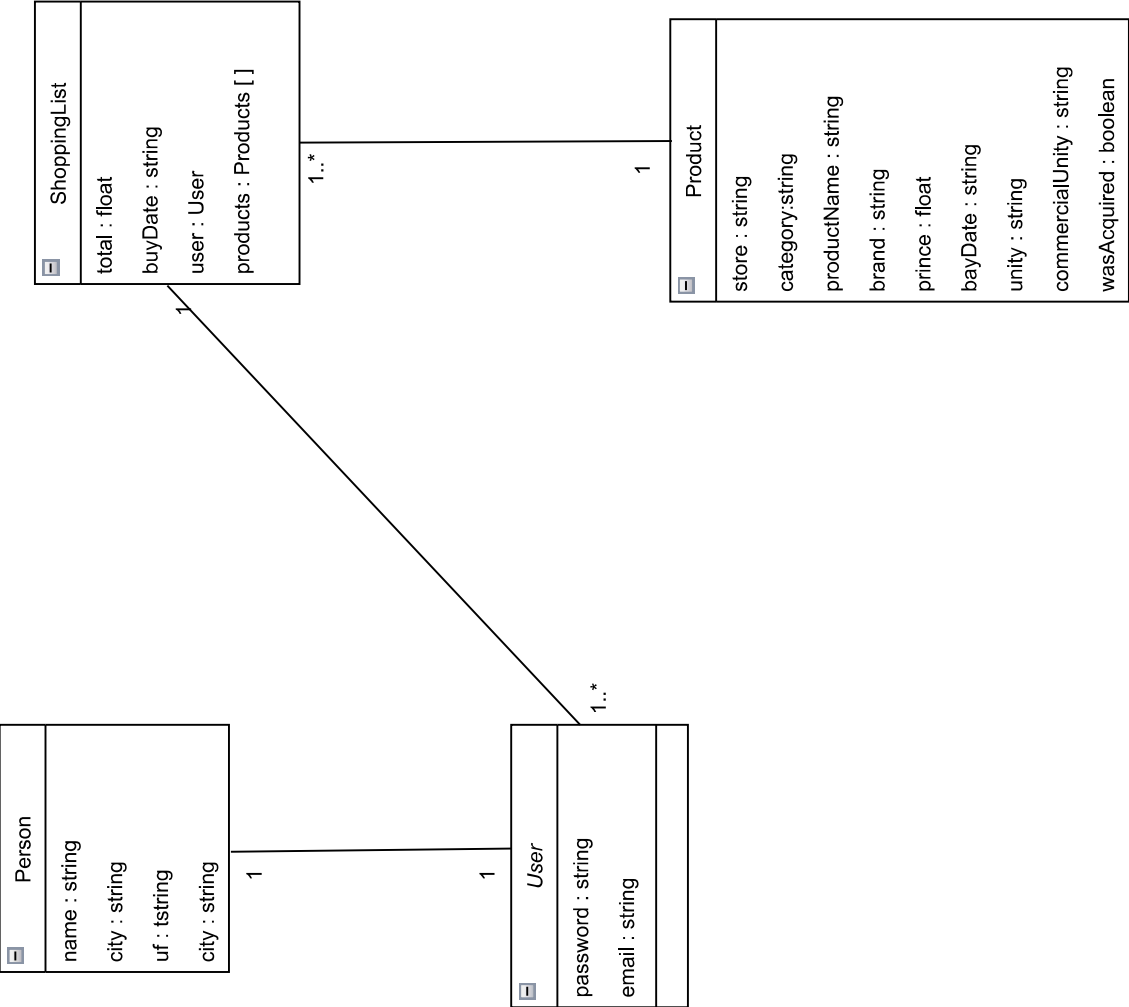 Person
name : string
city : string
uf : tstring
city : string
1
1
User
password : string
email : string
1..*
1
ShoppingList
total : float
buyDate : string
user : User
products : Products [ ]
1..*
1
Product
store : string
category:string
productName : string
brand : string
prince : float
bayDate : string
unity : string
commercialUnity : string
wasAcquired : boolean